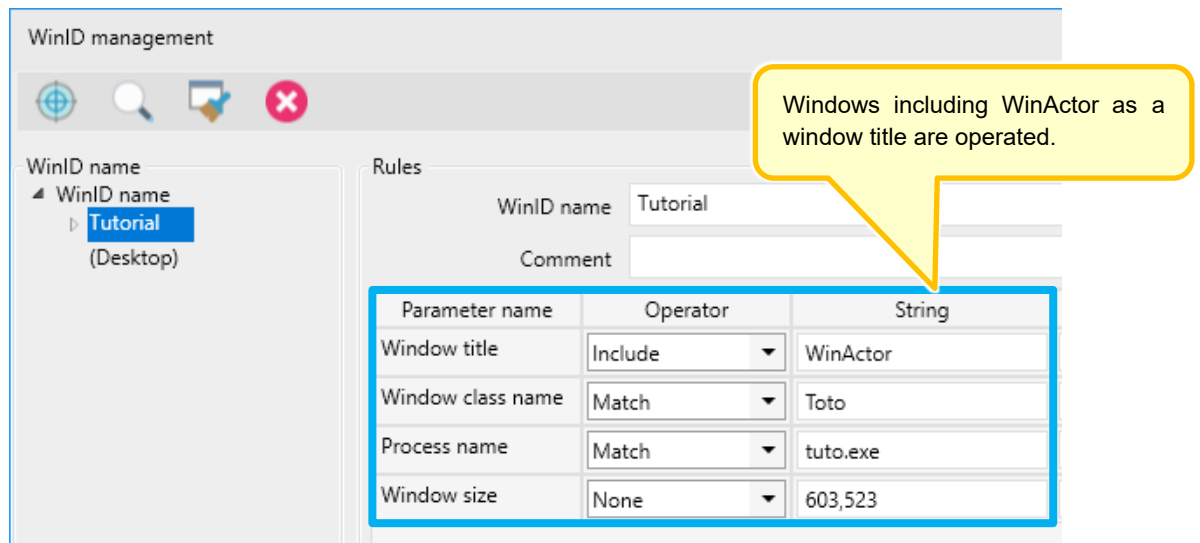 WinID management
Windows including WinActor as a
window title are operated.
WinID name
WinID name
Tutorial
(Desktop)
Rules
WinID name Tutorial
Comment
Parameter name Operator String
Window title Include WinActor
Window class name Match Toto
Process name Match tuto.exe
Window size None 603,523